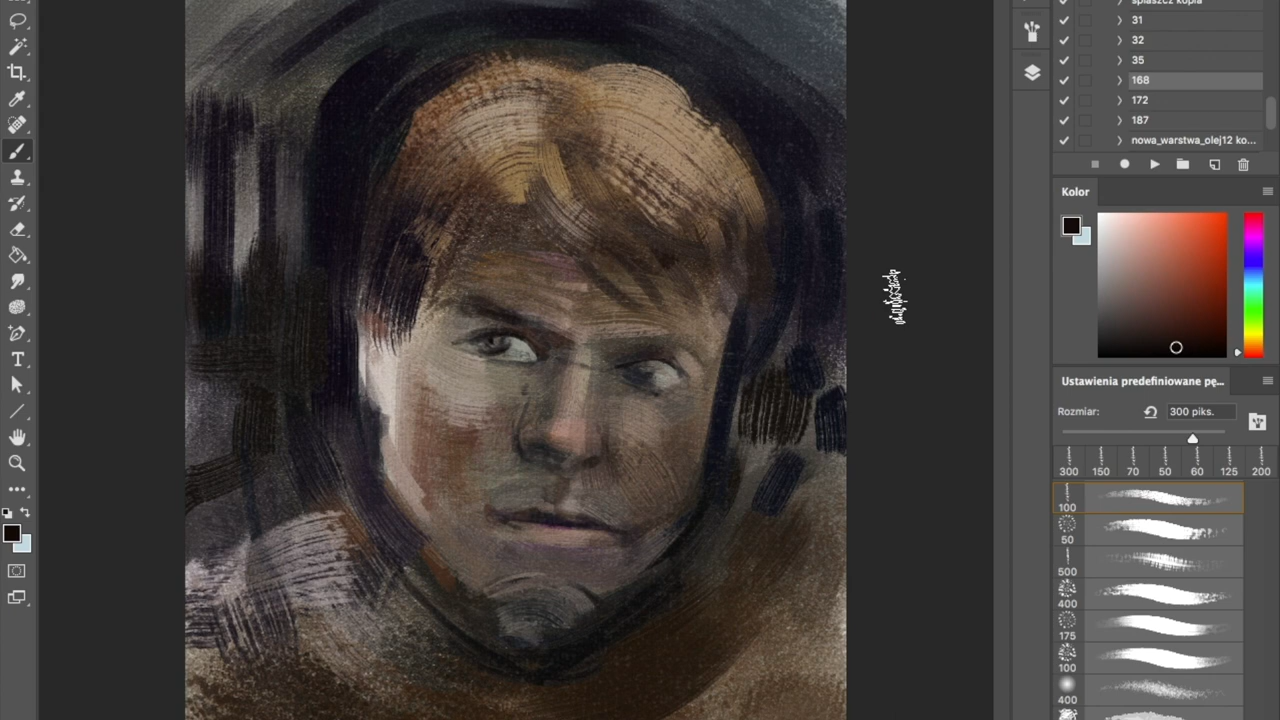 spłaszcz kopia
31
32
35
168
172
187
nowa_warstwa_olej12 ko...
Kolor
Ustawienia predefiniowane pę...
Rozmiar:
300 piks.
300 150 70 50 60 125 200
100
50
500
400
175
100
400